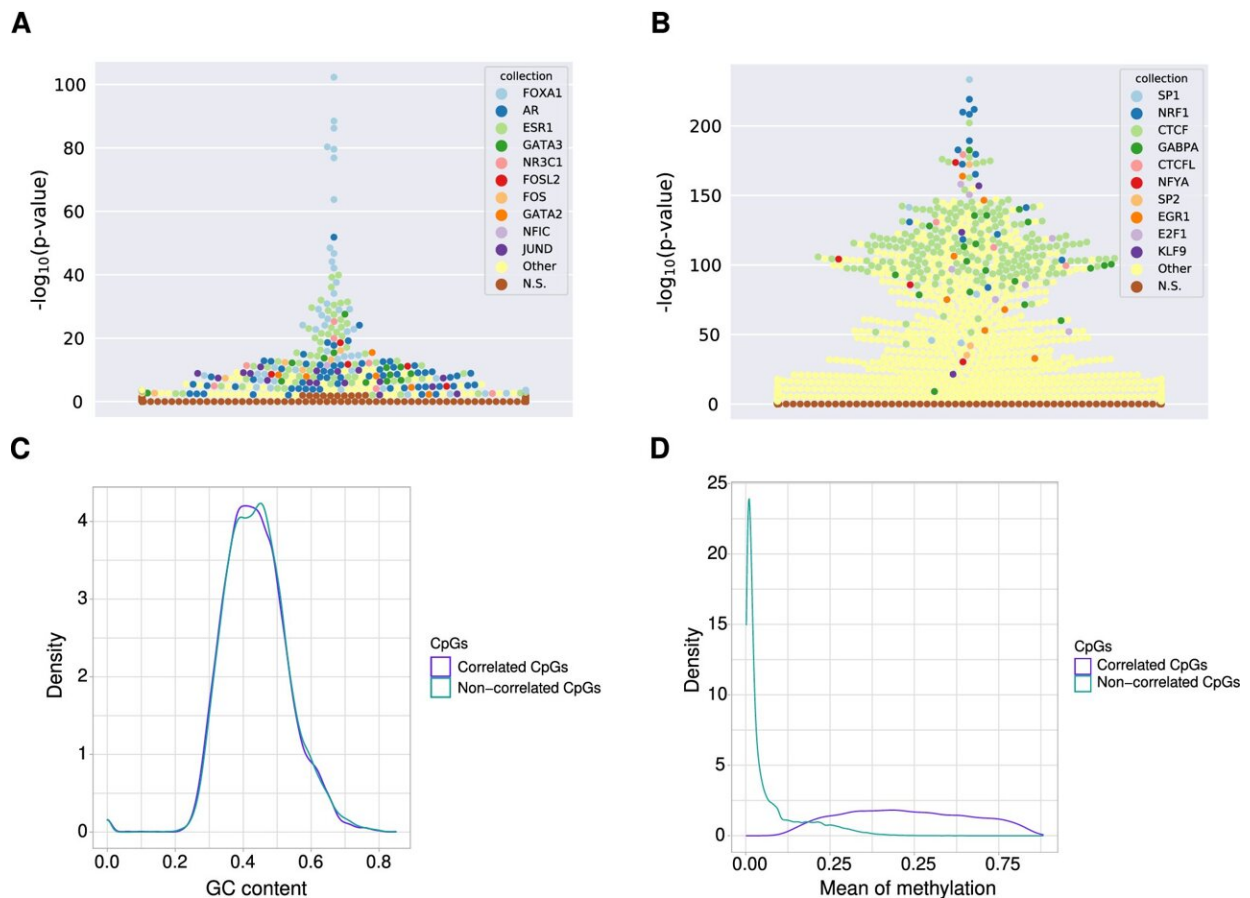 A
B
100
80
60
40
20
0
-log10(p-value)
collection
FOXA1
AR
ESR1
GATA3
NR3C1
FOSL2
FOS
GATA2
NFIC
JUND
Other
N.S.
200
150
100
50
0
-log10(p-value)
collection
SP1
NRF1
CTCF
GABPA
CTCFL
NFYA
SP2
EGR1
E2F1
KLF9
Other
N.S.
C
D
4
3
2
1
0
Density
0.0 0.2 0.4 0.6 0.8
GC content
CpGs
Correlated CpGs
Non-correlated CpGs
25
20
15
10
5
0
Density
0.00 0.25 0.25 0.75
Mean of methylation
CpGs
Correlated CpGs
Non-correlated CpGs